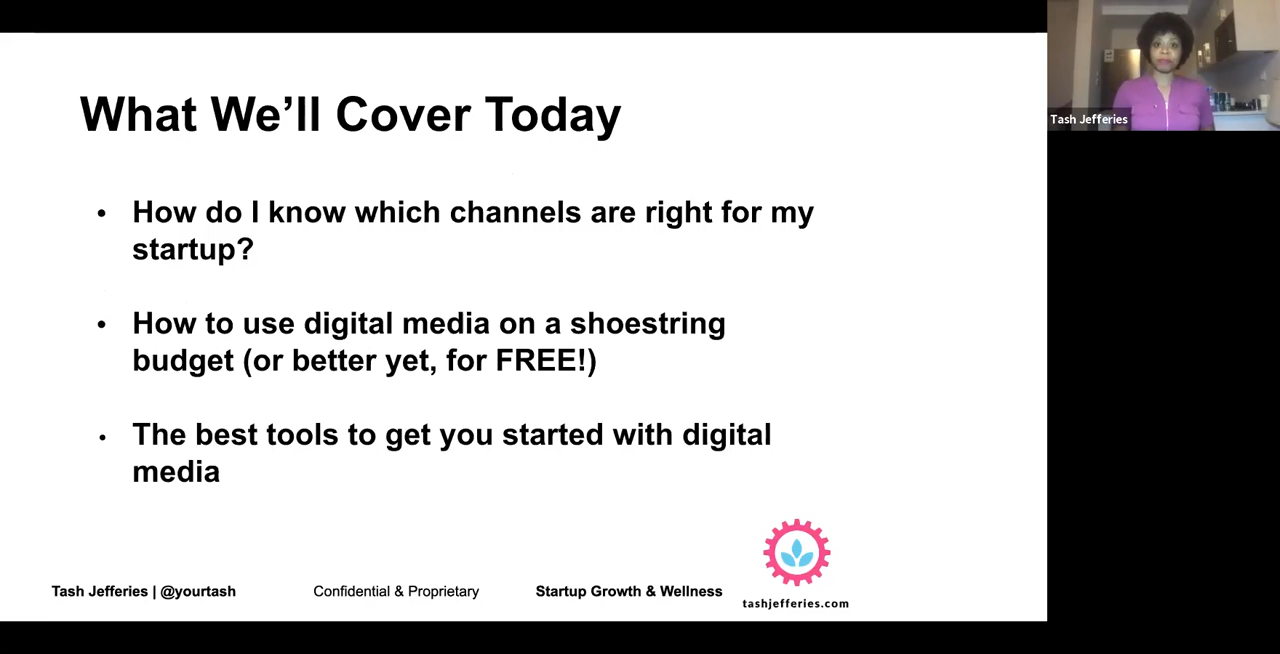 What We’ll Cover Today
• How do I know which channels are right for my
startup?
• How to use digital media on a shoestring
budget (or better yet, for FREE!)
• The best tools to get you started with digital
media
Tash Jefferies | @yourtash
Confidential & Proprietary
Startup Growth & Wellness
tashjefferies.com
Tash Jefferies